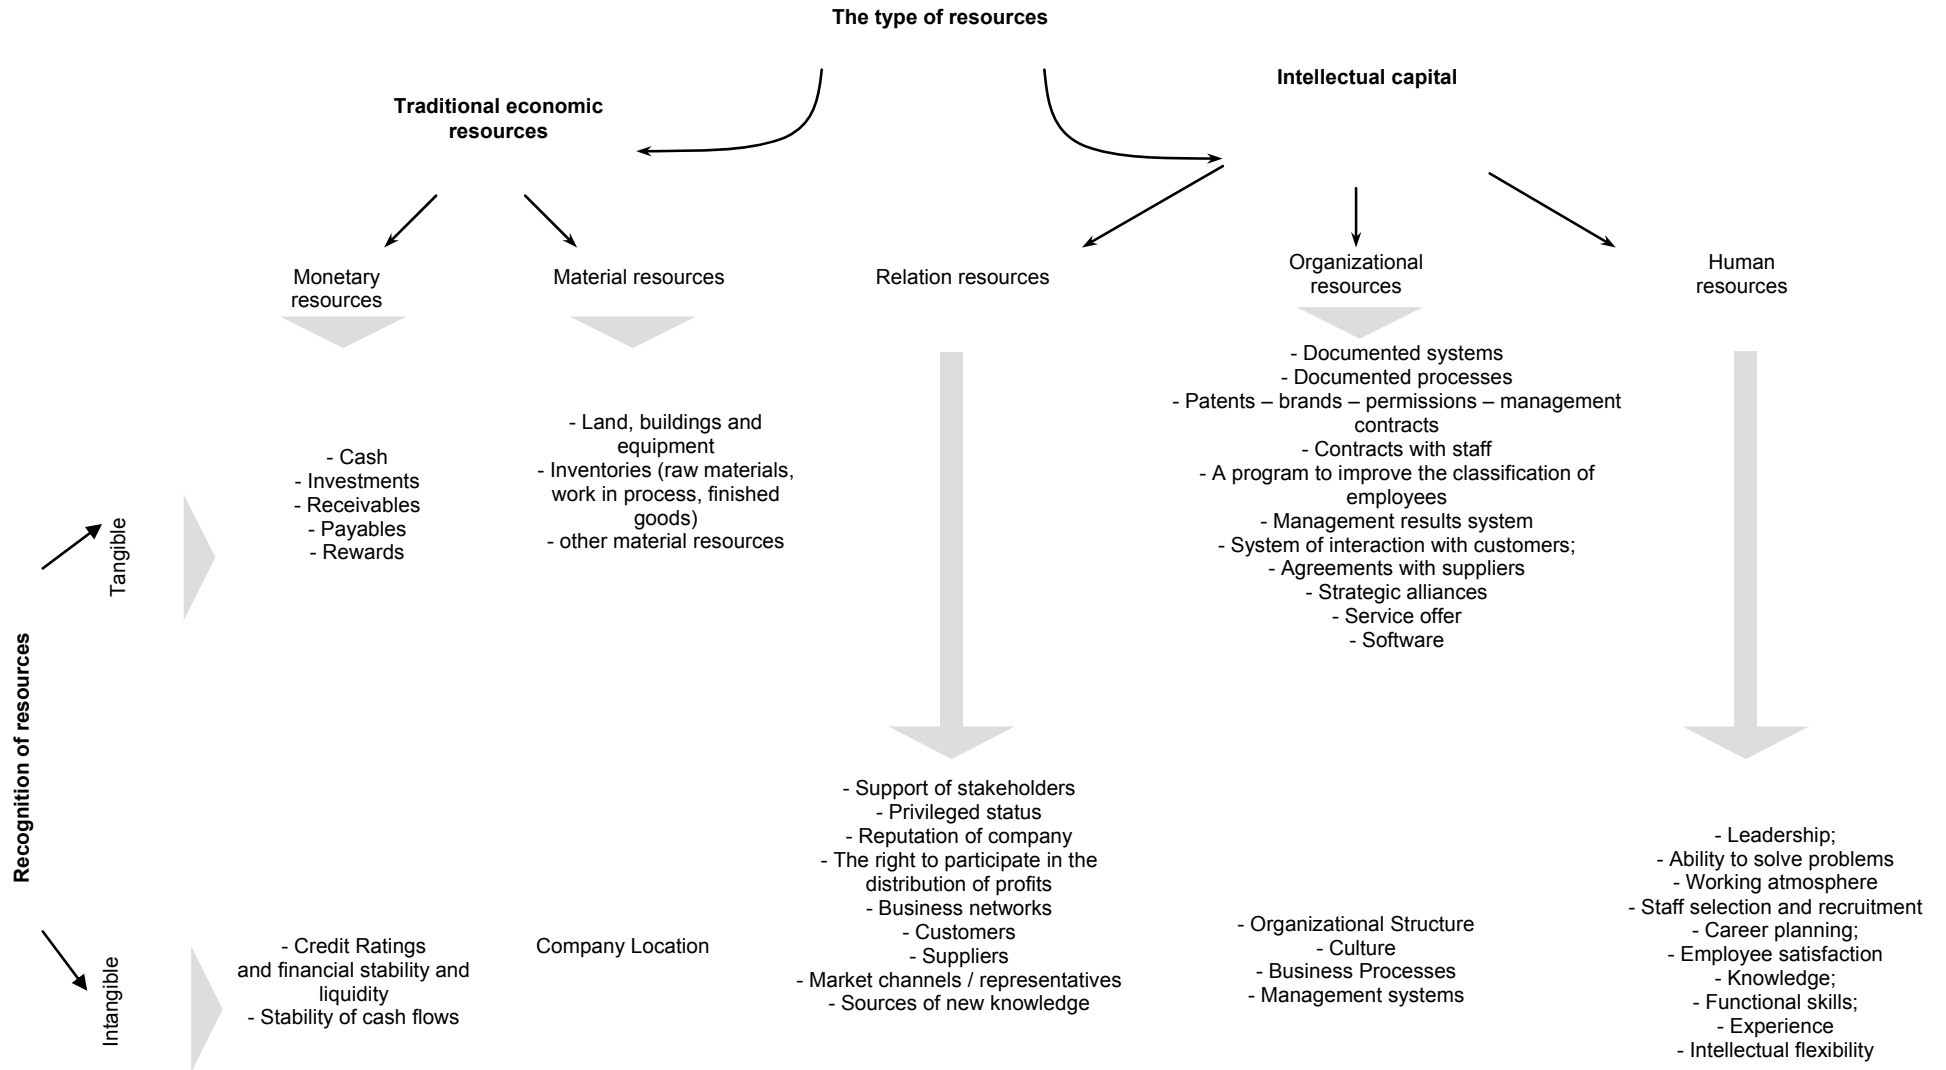 The type of resources
Intellectual capital
Traditional economic
resources
Monetary
resources
Material resources
Relation resources
Organizational
resources
Human
resources
- Cash
- Investments
- Receivables
- Payables
- Rewards
- Land, buildings and
equipment
- Inventories (raw materials,
work in process, finished
goods)
- other material resources
- Documented systems
- Documented processes
- Patents – brands – permissions – management
contracts
- Contracts with staff
- A program to improve the classification of
employees
- Management results system
- System of interaction with customers;
- Agreements with suppliers
- Strategic alliances
- Service offer
- Software
Tangible
Recognition of resources
Intangible
- Credit Ratings
and financial stability and
liquidity
- Stability of cash flows
Company Location
- Support of stakeholders
- Privileged status
- Reputation of company
- The right to participate in the
distribution of profits
- Business networks
- Customers
- Suppliers
- Market channels / representatives
- Sources of new knowledge
- Organizational Structure
- Culture
- Business Processes
- Management systems
- Leadership;
- Ability to solve problems
- Working atmosphere
- Staff selection and recruitment
- Career planning;
- Employee satisfaction
- Knowledge;
- Functional skills;
- Experience
- Intellectual flexibility